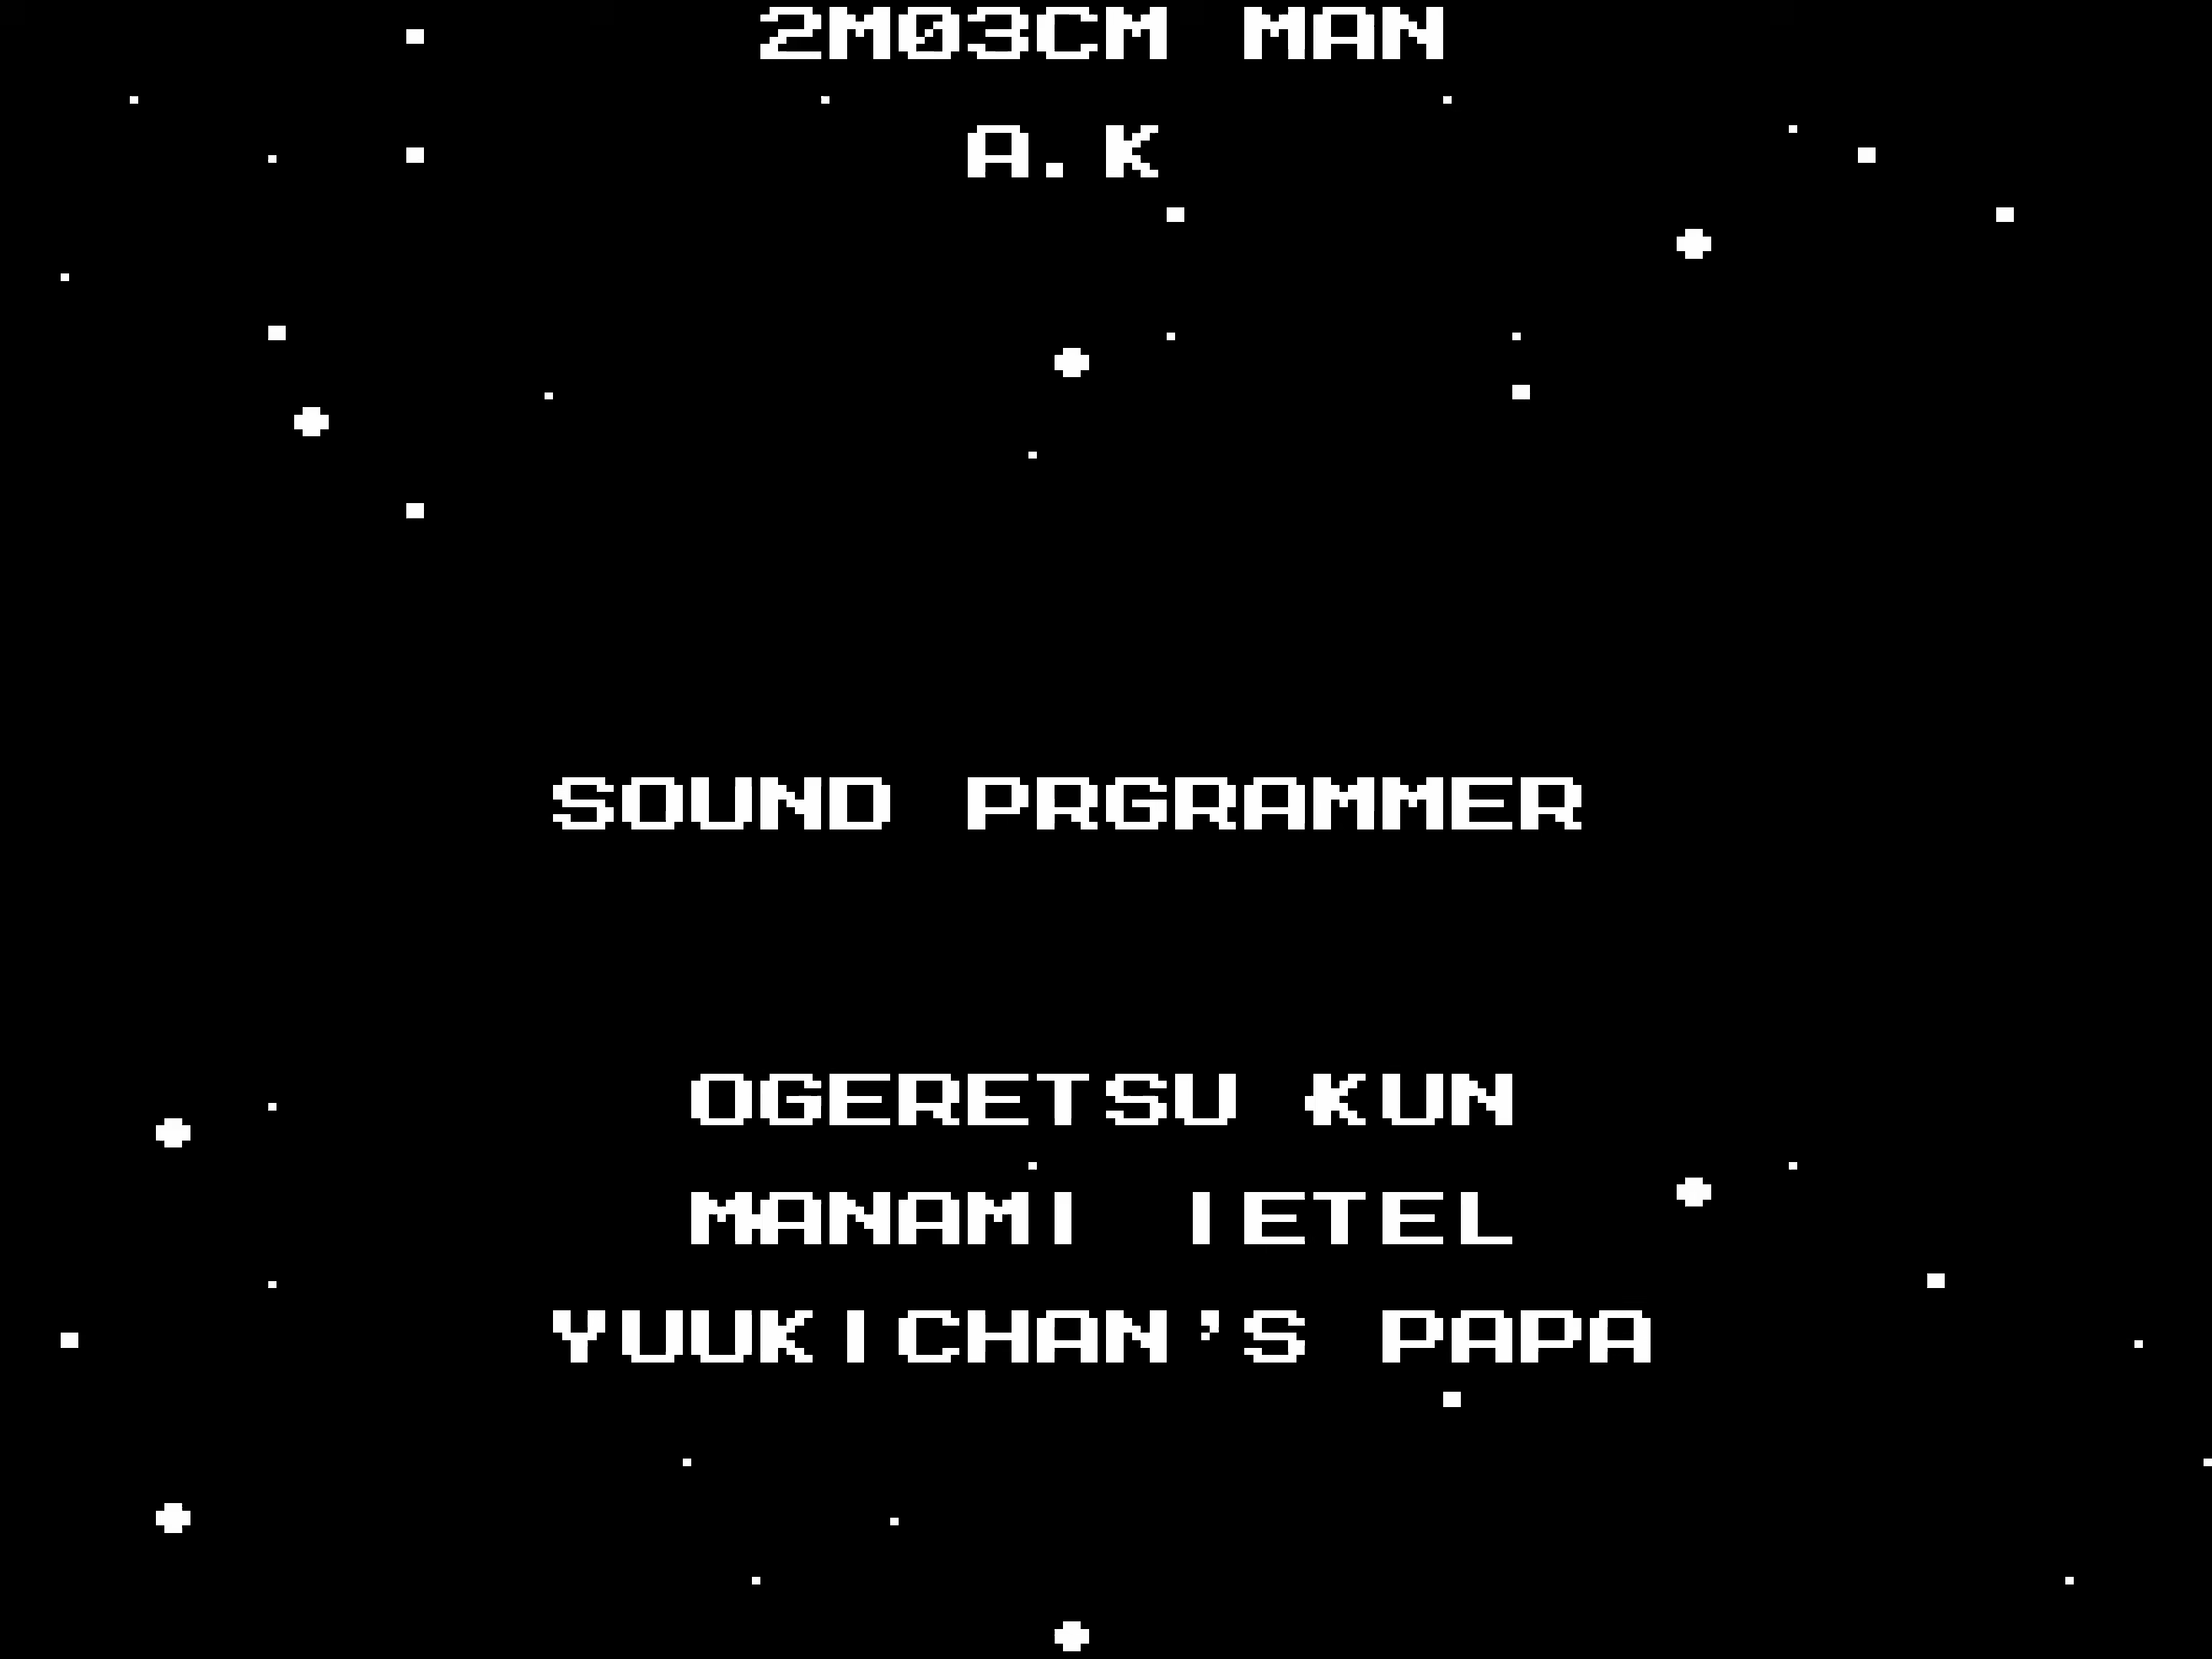 2M03CM MAN
A.K
SOUND PRGRAMMER
OGERETSU KUN
MANAMI IETEL
YUUKICHAN'S PAPA